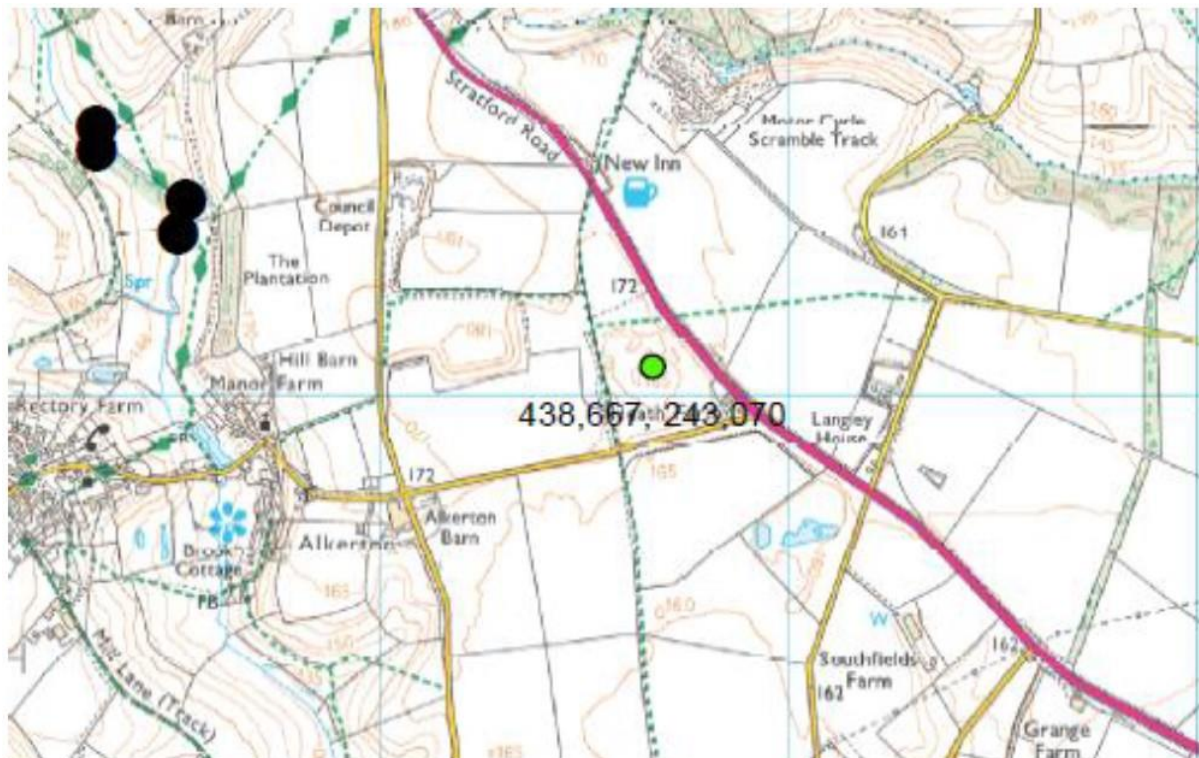 Barn
Stratford Road
New Inn
Motor Cycle
Scramble Track
Council
Depot
161
The
Plantation
Spr
172
Hill Barn
Manor Farm
Rectory Farm
438,667, 243,070
Langley
House
165
172
Alkerton
Barn
Alkerton
Brook
Cottage
FB
165
160
W
Southfields
Farm
162
162
Mill Lane (Track)
Grange
Farm